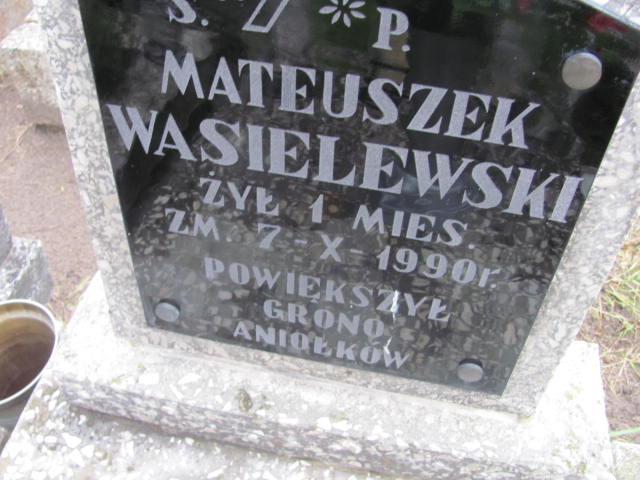 Ś. P.
MATEUSZEK
WASIELEWSKI
ŻYŁ 1 MIES.
ZM. 7-X-1990r.
POWIĘKSZYŁ
GRONO
ANIOŁKÓW